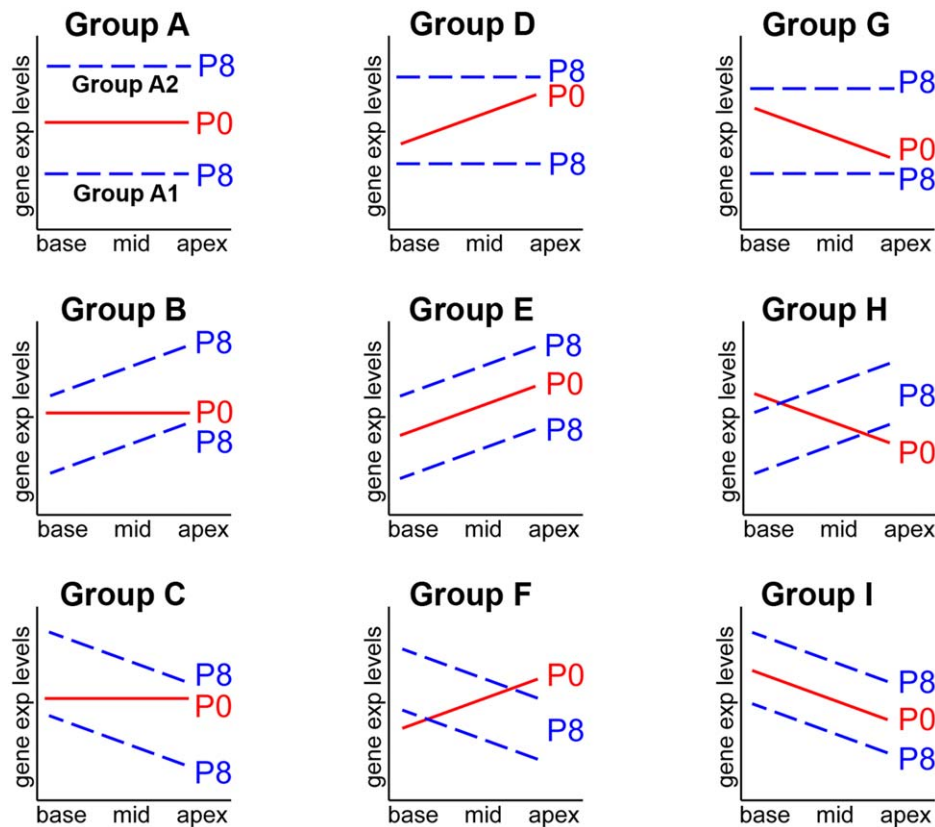 Group A
gene exp levels
P8
Group A2
P0
P8
Group A1
base mid apex
Group D
gene exp levels
P8
P0
P8
base mid apex
Group G
gene exp levels
P8
P0
P8
base mid apex
Group B
gene exp levels
P8
P0
P8
base mid apex
Group E
gene exp levels
P8
P0
P8
base mid apex
Group H
gene exp levels
P8
P0
base mid apex
Group C
gene exp levels
P8
P0
P8
base mid apex
Group F
gene exp levels
P0
P8
base mid apex
Group I
gene exp levels
P8
P0
P8
base mid apex